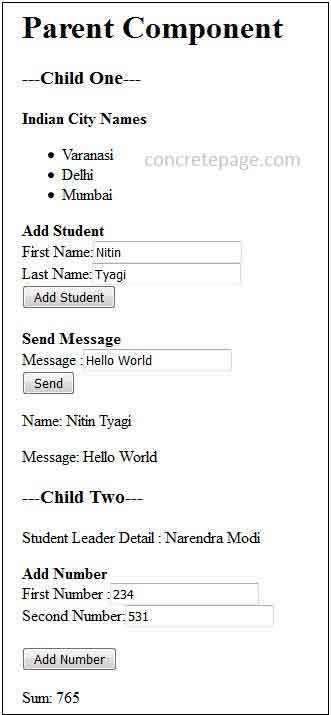 Parent Component
---Child One---
Indian City Names
Varanasi
concretepage.com
Delhi
Mumbai
Add Student
First Name: Nitin
Last Name: Tyagi
Add Student
Send Message
Message : Hello World
Send
Name: Nitin Tyagi
Message: Hello World
---Child Two---
Student Leader Detail : Narendra Modi
Add Number
First Number : 234
Second Number: 531
Add Number
Sum: 765